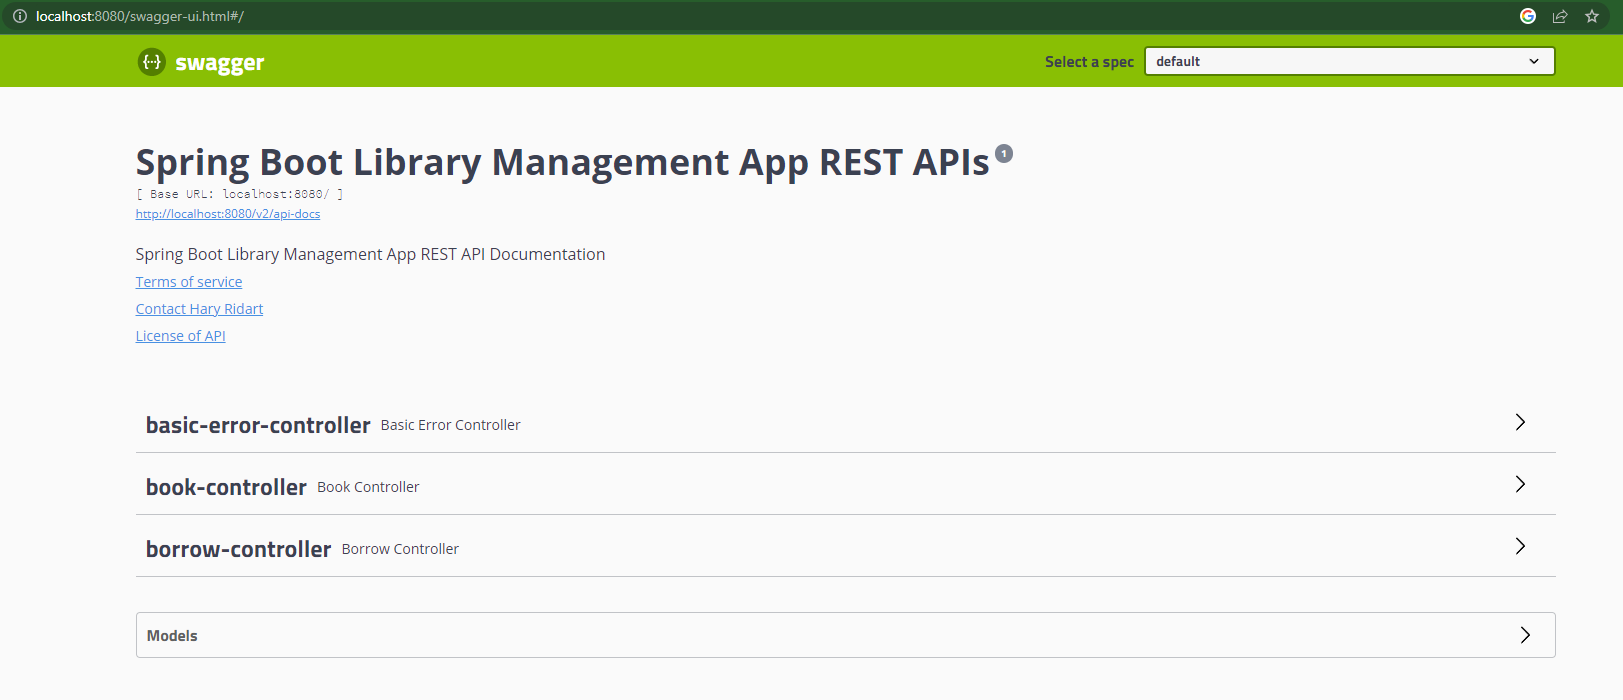 localhost:8080/swagger-ui.html#/
swagger
Select a spec default
Spring Boot Library Management App REST APIs 1
[ Base URL: localhost:8080/ ]
http://localhost:8080/v2/api-docs
Spring Boot Library Management App REST API Documentation
Terms of service
Contact Hary Ridart
License of API
basic-error-controller Basic Error Controller
book-controller Book Controller
borrow-controller Borrow Controller
Models